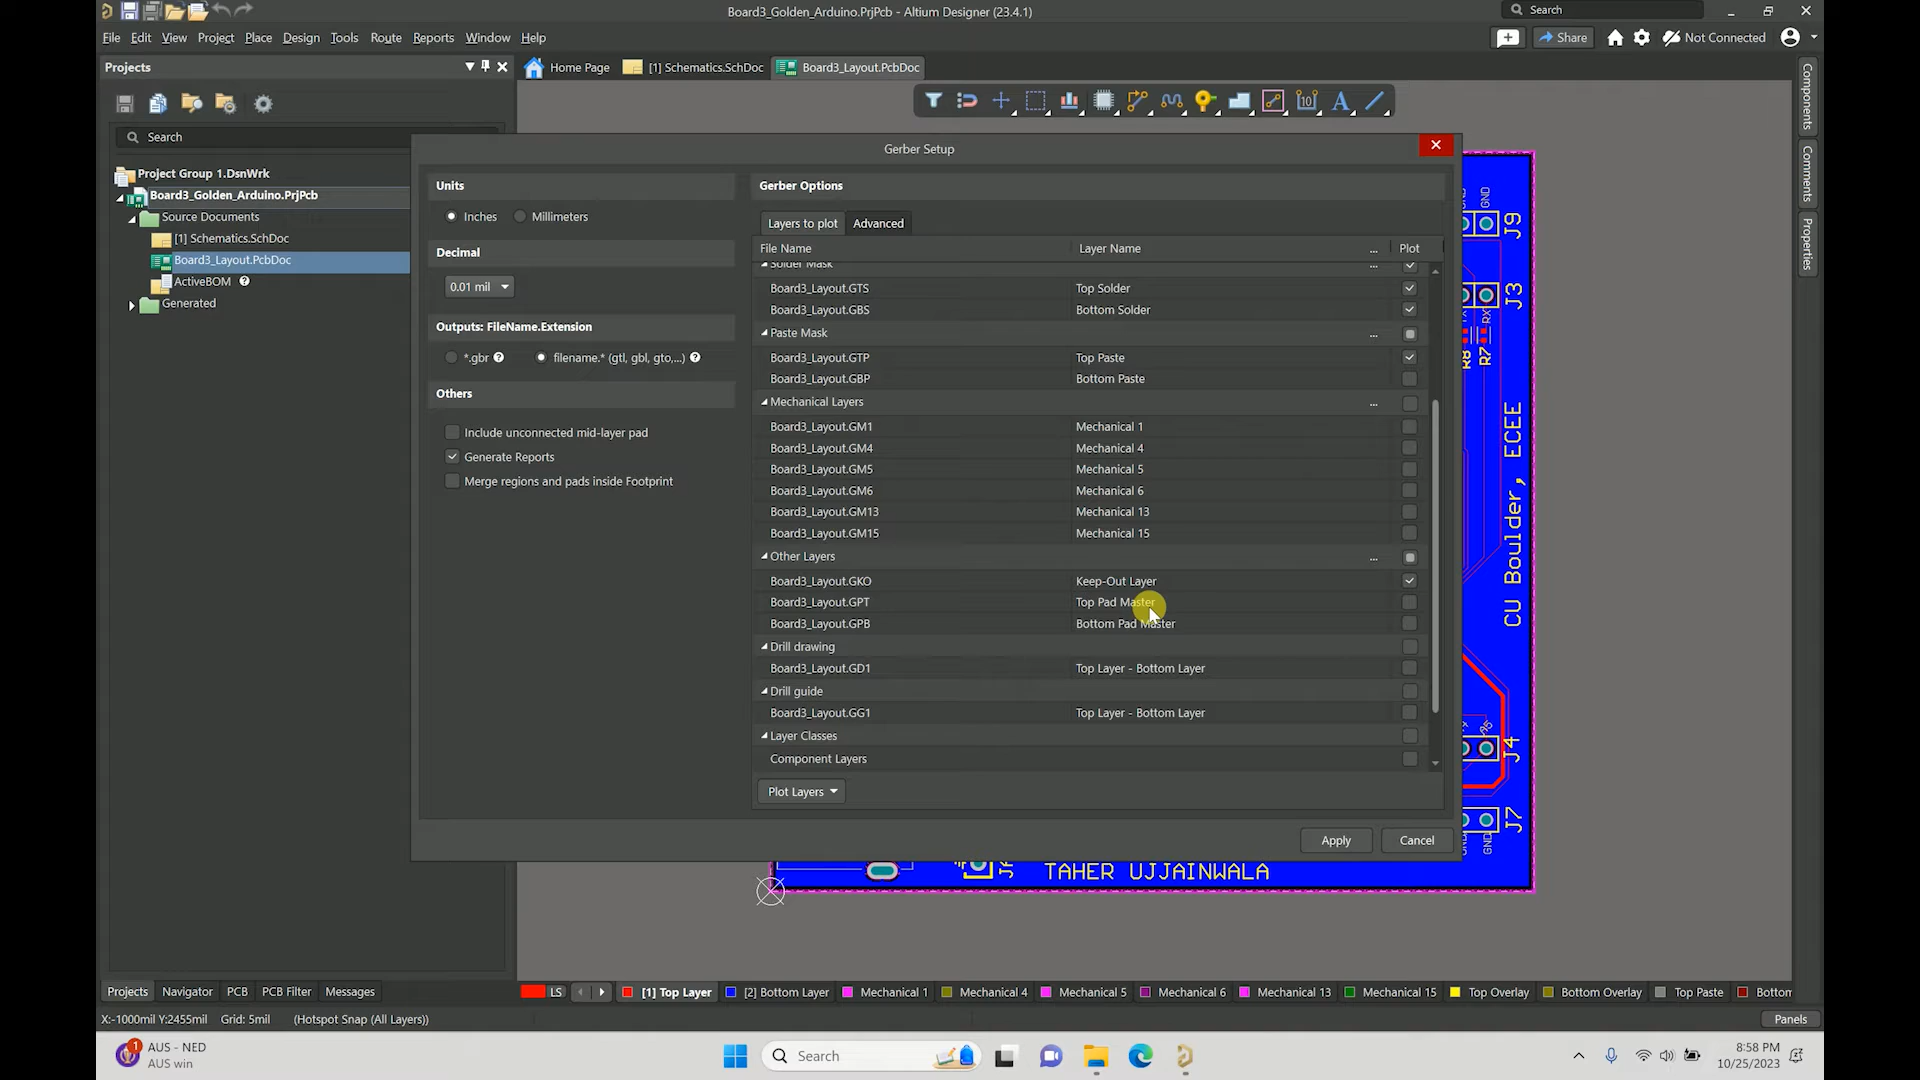 Board3_Golden_Arduino.PrjPcb - Altium Designer (23.4.1)
Search
File Edit View Project Place Design Tools Route Reports Window Help
Share
Not Connected
Projects
Home Page
[1] Schematics.SchDoc
Board3_Layout.PcbDoc
Search
Project Group 1.DsnWrk
Board3_Golden_Arduino.PrjPcb
Source Documents
[1] Schematics.SchDoc
Board3_Layout.PcbDoc
ActiveBOM
Generated
Gerber Setup
Units
Inches
Millimeters
Decimal
0.01 mil
Outputs: FileName.Extension
*.gbr
filename.* (gtl, gbl, gto,...)
Others
Include unconnected mid-layer pad
Generate Reports
Merge regions and pads inside Footprint
Gerber Options
Layers to plot
Advanced
File Name Layer Name ... Plot
Solder Mask ...
Board3_Layout.GTS Top Solder
Board3_Layout.GBS Bottom Solder
Paste Mask ...
Board3_Layout.GTP Top Paste
Board3_Layout.GBP Bottom Paste
Mechanical Layers ...
Board3_Layout.GM1 Mechanical 1
Board3_Layout.GM4 Mechanical 4
Board3_Layout.GM5 Mechanical 5
Board3_Layout.GM6 Mechanical 6
Board3_Layout.GM13 Mechanical 13
Board3_Layout.GM15 Mechanical 15
Other Layers ...
Board3_Layout.GKO Keep-Out Layer
Board3_Layout.GPT Top Pad Master
Board3_Layout.GPB Bottom Pad Master
Drill drawing
Board3_Layout.GD1 Top Layer - Bottom Layer
Drill guide
Board3_Layout.GG1 Top Layer - Bottom Layer
Layer Classes
Component Layers
Plot Layers
Apply
Cancel
GND
GND
J9
J3
TX
RX
R8
R7
CU Boulder, ECEE
A5
J4
J7
GND
GND
TAHER UJJAINWALA
Components
Comments
Properties
Projects
Navigator
PCB
PCB Filter
Messages
LS
[1] Top Layer
[2] Bottom Layer
Mechanical 1
Mechanical 4
Mechanical 5
Mechanical 6
Mechanical 13
Mechanical 15
Top Overlay
Bottom Overlay
Top Paste
Bottom
X:-1000mil Y:2455mil Grid: 5mil (Hotspot Snap (All Layers))
Panels
1
AUS - NED
AUS win
Search
8:58 PM
10/25/2023